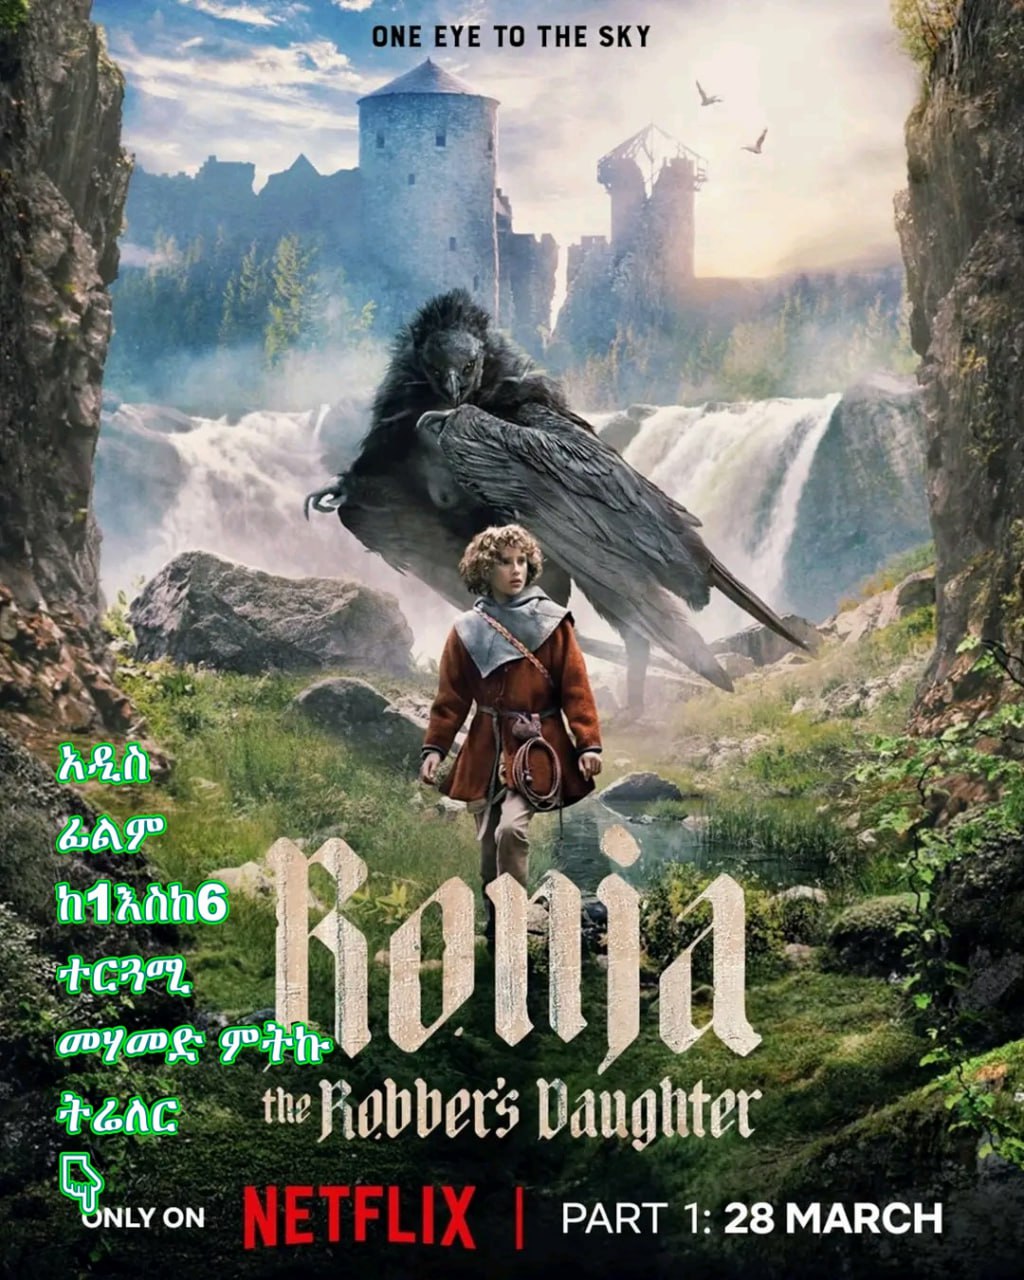 ONE EYE TO THE SKY
አዲስ
ፊልም
ከ1እስከ6
ተርጓሚ
መሃመድ ምትኩ
ትሬለር
Ronja
the Robber's Daughter
ONLY ON NETFLIX | PART 1: 28 MARCH